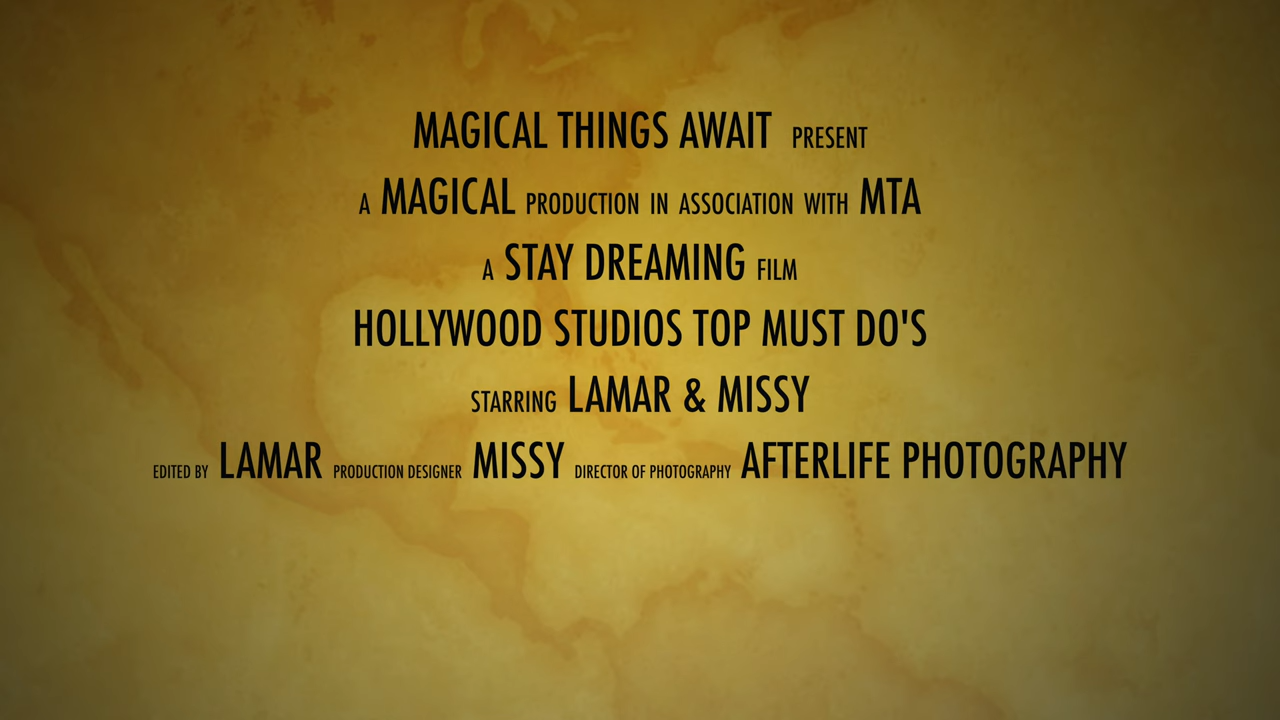 MAGICAL THINGS AWAIT PRESENT
A MAGICAL PRODUCTION IN ASSOCIATION WITH MTA
A STAY DREAMING FILM
HOLLYWOOD STUDIOS TOP MUST DO'S
STARRING LAMAR & MISSY
EDITED BY LAMAR PRODUCTION DESIGNER MISSY DIRECTOR OF PHOTOGRAPHY AFTERLIFE PHOTOGRAPHY